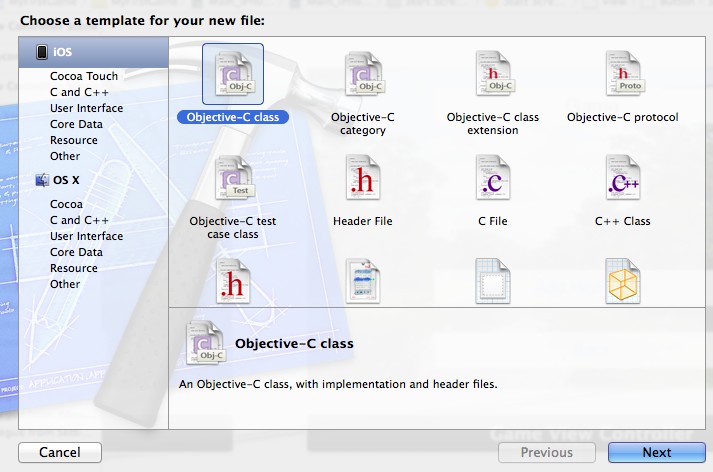 Choose a template for your new file:
iOS
Cocoa Touch
C and C++
User Interface
Core Data
Resource
Other
OS X
Cocoa
C and C++
User Interface
Core Data
Resource
Other
C
Obj-C
Objective-C class
C
Obj-C
Objective-C
category
h
Obj-C
Objective-C class
extension
h
Proto
Objective-C protocol
C
Test
Objective-C test
case class
.h
Header File
.c
C File
.c++
C++ Class
.h
C
Obj-C
Objective-C class
An Objective-C class, with implementation and header files.
Game View Controller
Cancel
Previous
Next